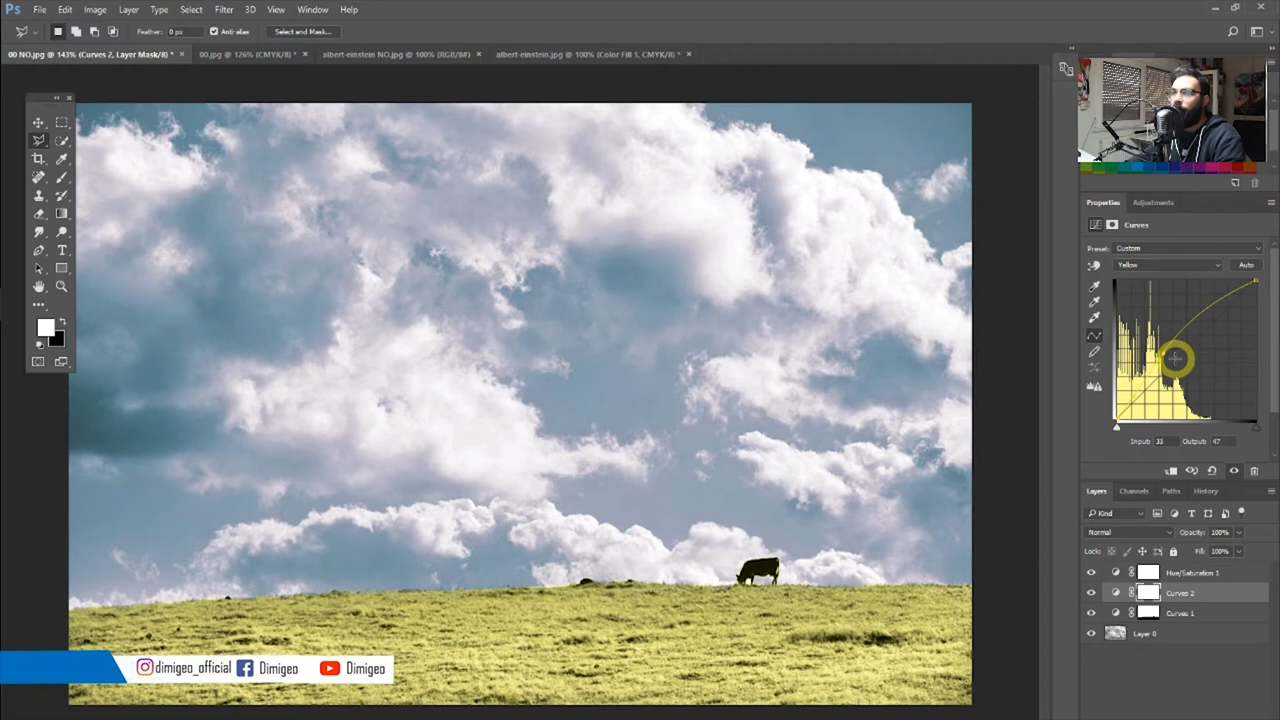 Ps File Edit Image Layer Type Select Filter 3D View Window Help
Feather: 0 px Anti-alias Select and Mask...
00 NO.jpg @ 143% (Curves 2, Layer Mask/8) * × 00.jpg @ 126% (CMYK/8) * × albert-einstein NO.jpg @ 100% (RGB/8#) × albert-einstein.jpg @ 100% (Color Fill 1, CMYK/8) * ×
Properties Adjustments
Curves
Preset: Custom
Yellow Auto
Input: 33 Output: 47
Layers Channels Paths History
Kind
Normal Opacity: 100%
Lock: Fill: 100%
Hue/Saturation 1
Curves 2
Curves 1
Layer 0
dimigeo_official Dimigeo Dimigeo